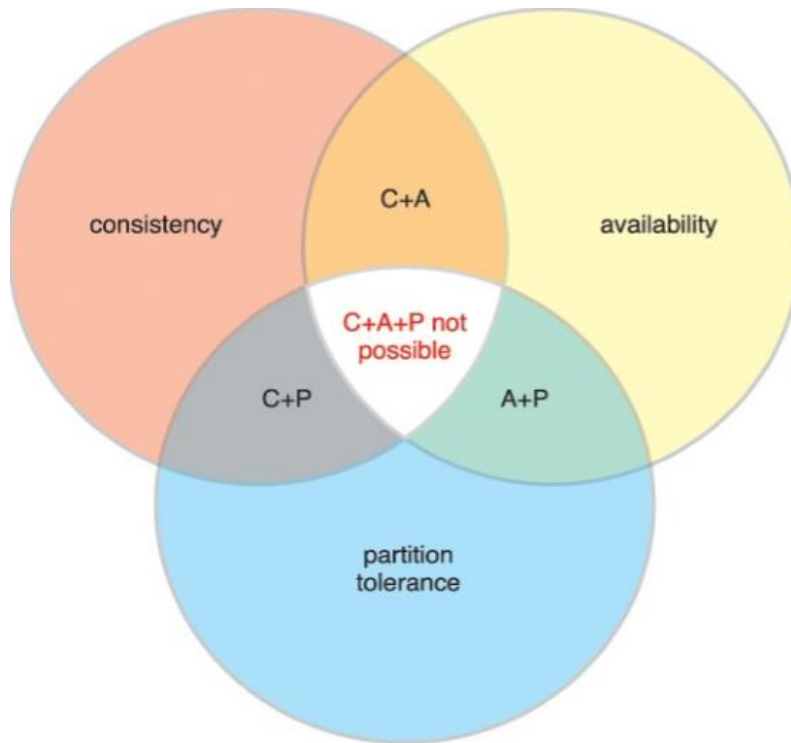 C+A
consistency
availability
C+A+P not
possible
C+P
A+P
partition
tolerance